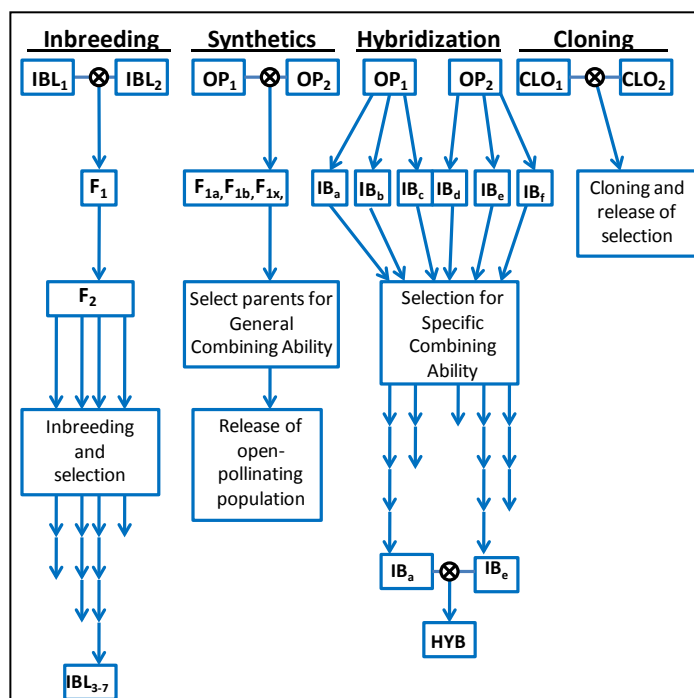 Inbreeding Synthetics Hybridization Cloning
IBL₁ IBL₂ OP₁ OP₂ OP₁ OP₂ CLO₁ CLO₂
F₁ F₁ₐ, F₁b, F₁ₓ, IBₐ IBb IBc IBd IBₑ IBf
Cloning and
release of
selection
F₂
Select parents for
General
Combining Ability
Selection for
Specific
Combining
Ability
Inbreeding
and
selection
Release of
open-
pollinating
population
IBₐ IBₑ
HYB
IBL₃₋₇